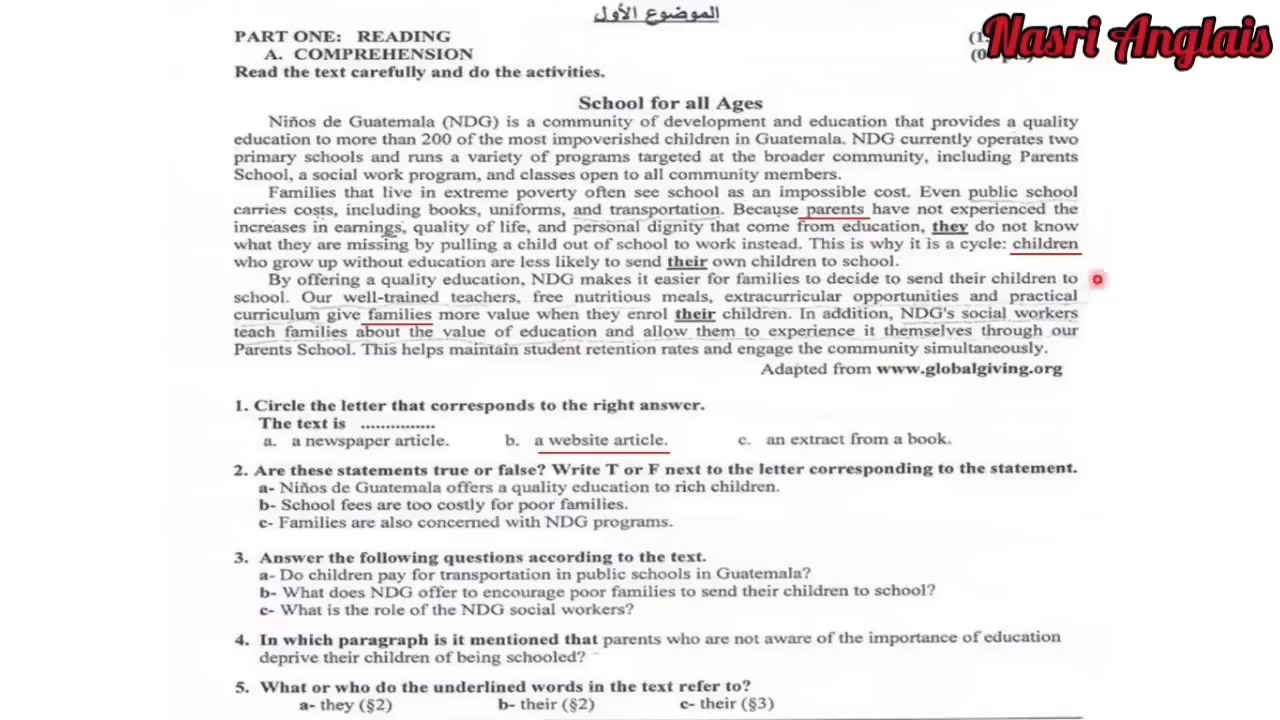 الموضوع الأول
PART ONE: READING
Nasri Anglais
A. COMPREHENSION
Read the text carefully and do the activities.
School for all Ages
Niños de Guatemala (NDG) is a community of development and education that provides a quality
education to more than 200 of the most impoverished children in Guatemala. NDG currently operates two
primary schools and runs a variety of programs targeted at the broader community, including Parents
School, a social work program, and classes open to all community members.
Families that live in extreme poverty often see school as an impossible cost. Even public school
carries costs, including books, uniforms, and transportation. Because parents have not experienced the
increases in earnings, quality of life, and personal dignity that come from education, they do not know
what they are missing by pulling a child out of school to work instead. This is why it is a cycle: children
who grow up without education are less likely to send their own children to school.
By offering a quality education, NDG makes it easier for families to decide to send their children to
school. Our well-trained teachers, free nutritious meals, extracurricular opportunities and practical
curriculum give families more value when they enrol their children. In addition, NDG's social workers
teach families about the value of education and allow them to experience it themselves through our
Parents School. This helps maintain student retention rates and engage the community simultaneously.
Adapted from www.globalgiving.org
1. Circle the letter that corresponds to the right answer.
The text is ...............
a. a newspaper article. b. a website article. c. an extract from a book.
2. Are these statements true or false? Write T or F next to the letter corresponding to the statement.
a- Niños de Guatemala offers a quality education to rich children.
b- School fees are too costly for poor families.
c- Families are also concerned with NDG programs.
3. Answer the following questions according to the text.
a- Do children pay for transportation in public schools in Guatemala?
b- What does NDG offer to encourage poor families to send their children to school?
c- What is the role of the NDG social workers?
4. In which paragraph is it mentioned that parents who are not aware of the importance of education
deprive their children of being schooled?
5. What or who do the underlined words in the text refer to?
a- they (§2) b- their (§2) c- their (§3)